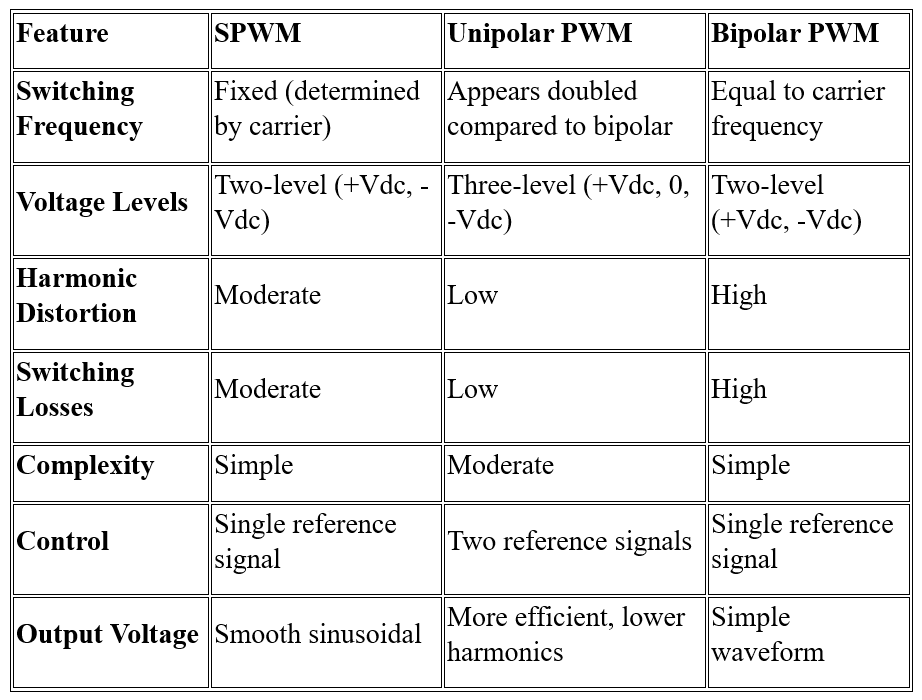 Feature SPWM Unipolar PWM Bipolar PWM
Switching Frequency Fixed (determined by carrier) Appears doubled compared to bipolar Equal to carrier frequency
Voltage Levels Two-level (+Vdc, -Vdc) Three-level (+Vdc, 0, -Vdc) Two-level (+Vdc, -Vdc)
Harmonic Distortion Moderate Low High
Switching Losses Moderate Low High
Complexity Simple Moderate Simple
Control Single reference signal Two reference signals Single reference signal
Output Voltage Smooth sinusoidal More efficient, lower harmonics Simple waveform